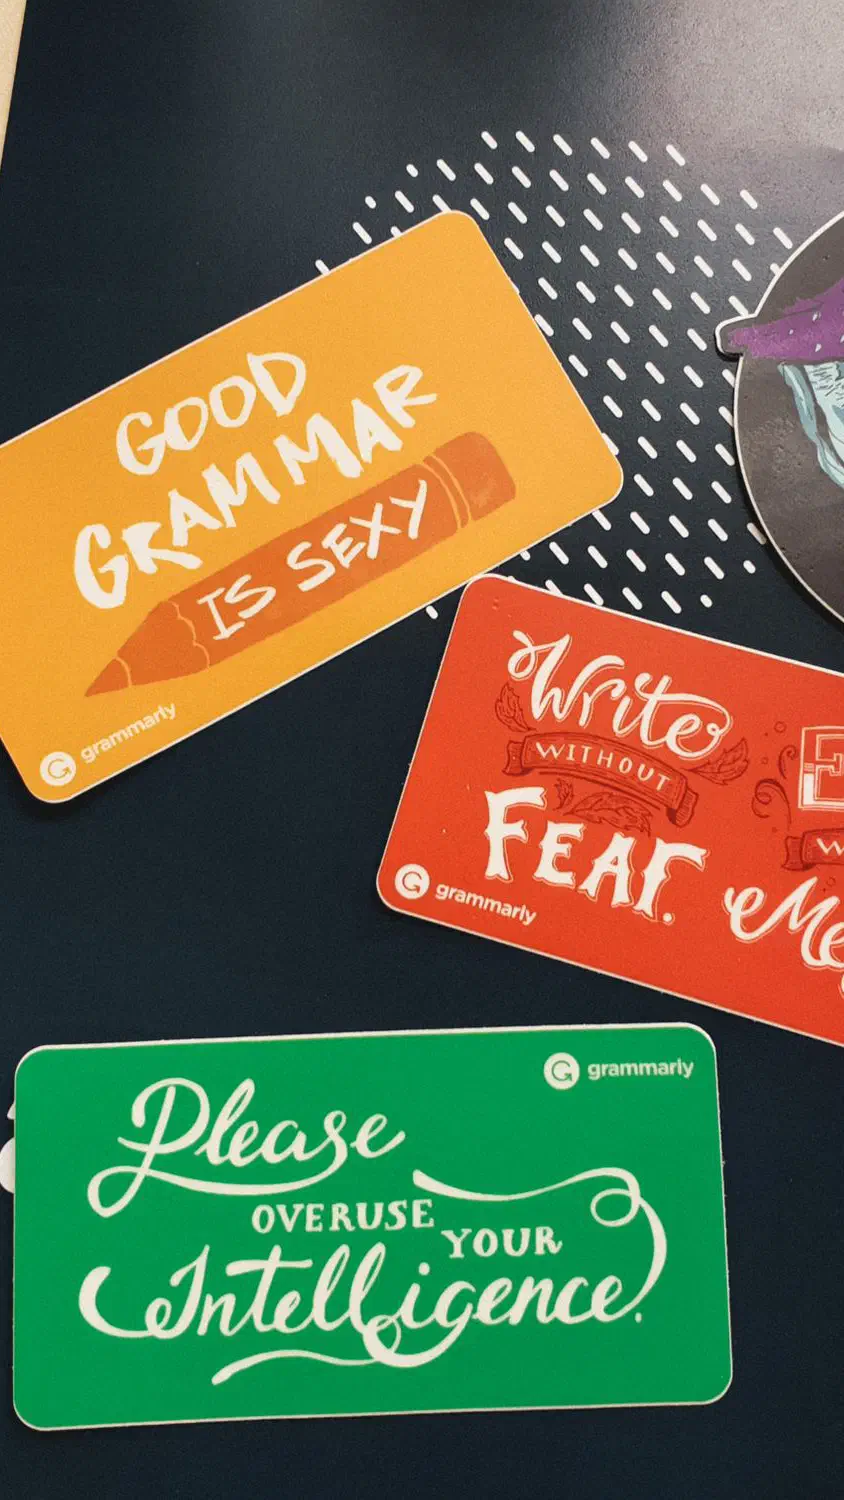 GOOD
GRAMMAR
IS SEXY
grammarly
Write
WITHOUT
FEAR.
grammarly
grammarly
Please
OVERUSE
YOUR
Intelligence.